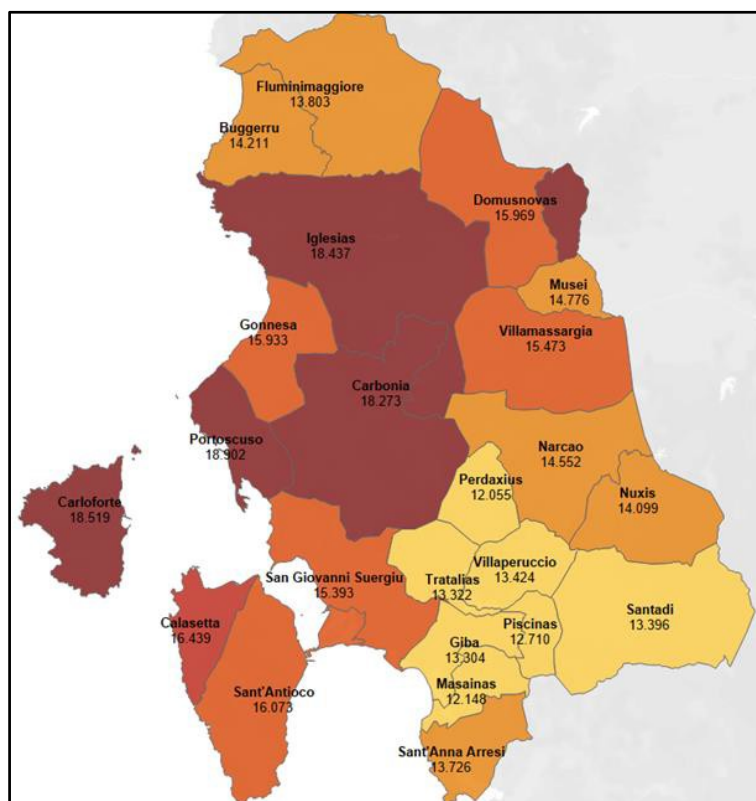 Fluminimaggiore
13.803
Buggerru
14.211
Domusnovas
15.969
Iglesias
18.437
Musei
14.776
Gonnesa
15.933
Villamassargia
15.473
Carbonia
18.273
Portoscuso
18.902
Narcao
14.552
Perdaxius
12.055
Carloforte
18.519
Nuxis
14.099
Villaperuccio
13.424
San Giovanni Suergiu
15.393
Tratalias
13.322
Santadi
13.396
Calasetta
16.439
Piscinas
12.710
Giba
13.304
Masainas
12.148
Sant'Antioco
16.073
Sant'Anna Arresi
13.726